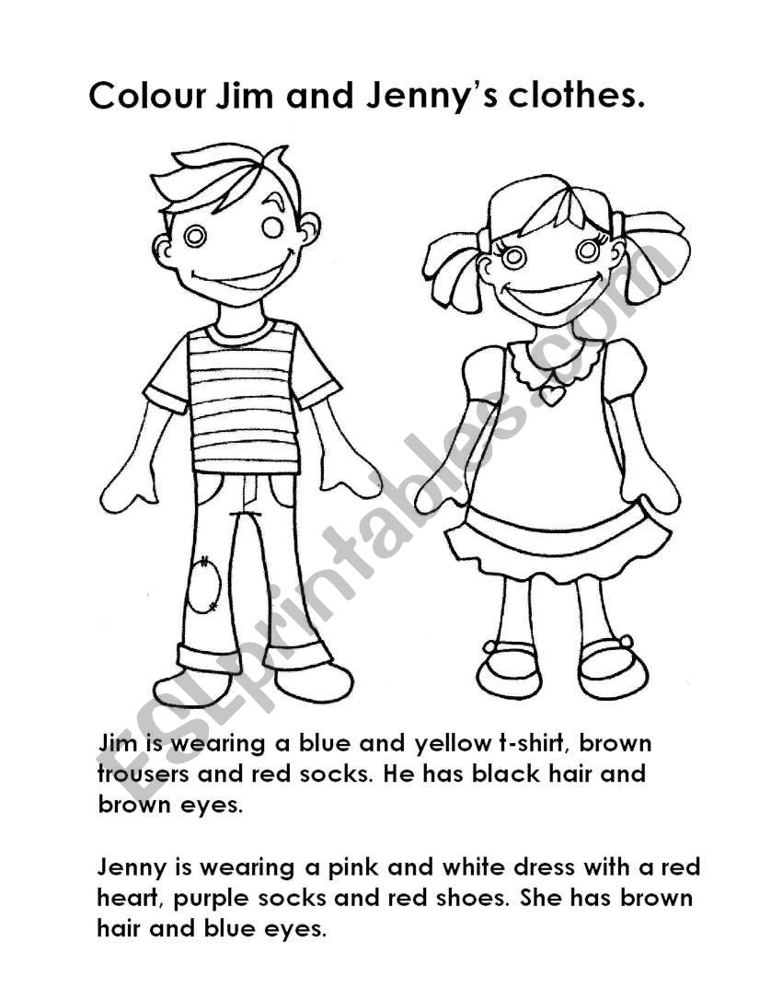 Colour Jim and Jenny's clothes.
ESLprintables.com
Jim is wearing a blue and yellow t-shirt, brown
trousers and red socks. He has black hair and
brown eyes.
Jenny is wearing a pink and white dress with a red
heart, purple socks and red shoes. She has brown
hair and blue eyes.